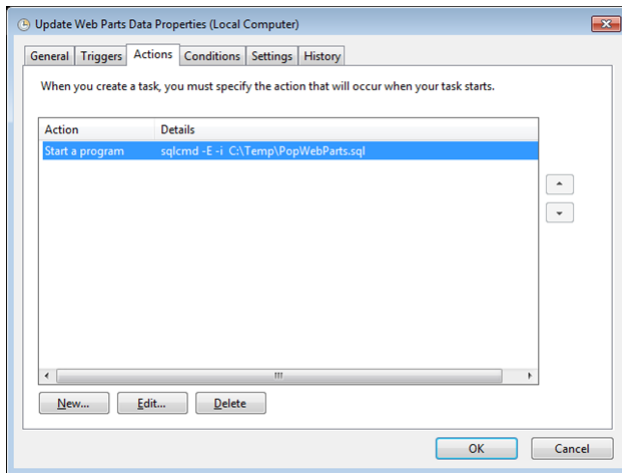 Update Web Parts Data Properties (Local Computer)
General Triggers Actions Conditions Settings History
When you create a task, you must specify the action that will occur when your task starts.
Action Details
Start a program sqlcmd -E -i C:\Temp\PopWebParts.sql
New... Edit... Delete
OK Cancel